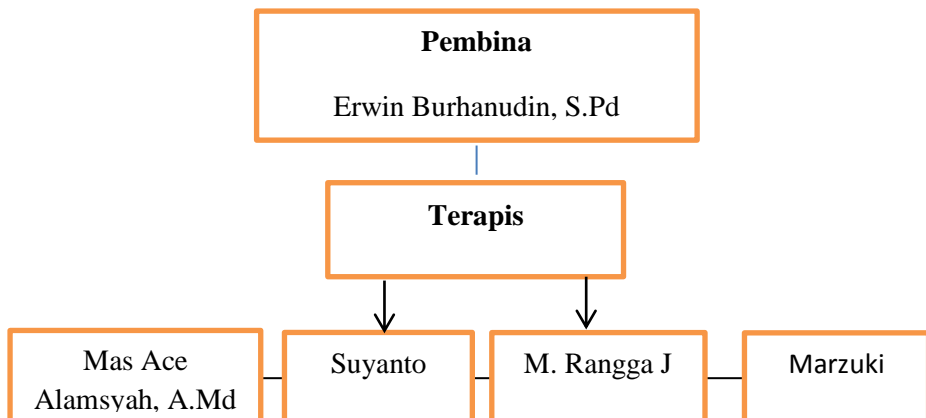 Pembina
Erwin Burhanudin, S.Pd
Terapis
Mas Ace
Alamsyah, A.Md
Suyanto
M. Rangga J
Marzuki